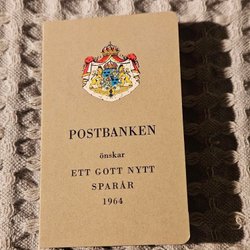 POSTBANKEN
önskar
ETT GOTT NYTT
SPARÅR
1964